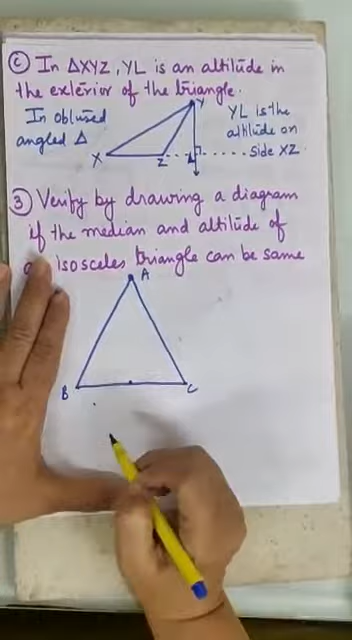 (c) In ΔXYZ, YL is an altitude in
the exterior of the triangle.
In obtused
angled Δ
Y
YL is the
altitude on
side XZ
X
Z
L
(3) Verify by drawing a diagram
if the median and altitude of
isosceles triangle can be same
A
B
C